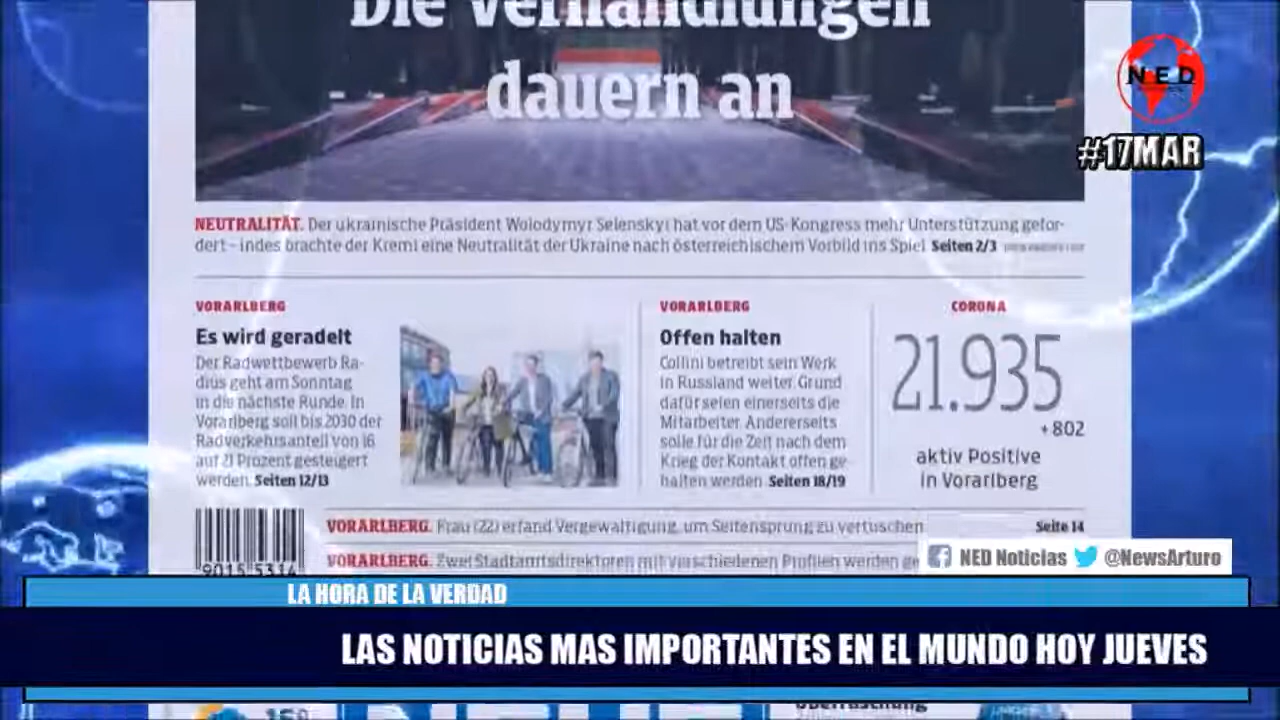 Die Verhandlungen
dauern an
NED
#17MAR
NEUTRALITÄT. Der ukrainische Präsident Wolodymyr Selenskyi hat vor dem US-Kongress mehr Unterstützung gefor-
dert – indes brachte der Kreml eine Neutralität der Ukraine nach österreichischem Vorbild ins Spiel Seiten 2/3
VORARLBERG
Es wird geradelt
Der Radwettbewerb Ra-
dius geht am Sonntag
in die nächste Runde. In
Vorarlberg soll bis 2030 der
Radverkehrsanteil von 16
auf 21 Prozent gesteigert
werden. Seiten 12/13
VORARLBERG
Offen halten
Collini betreibt sein Werk
in Russland weiter. Grund
dafür seien einerseits die
Mitarbeiter. Andererseits
solle für die Zeit nach dem
Krieg der Kontakt offen ge-
halten werden. Seiten 18/19
CORONA
21.935
+802
aktiv Positive
in Vorarlberg
VORARLBERG. Frau (22) erfand Vergewaltigung, um Seitensprung zu vertuschen Seite 14
VORARLBERG. Zwei Stadtamtsdirektoren mit verschiedenen Profilen werden ge
9015 5314
NED Noticias @NewsArturo
LA HORA DE LA VERDAD
LAS NOTICIAS MAS IMPORTANTES EN EL MUNDO HOY JUEVES